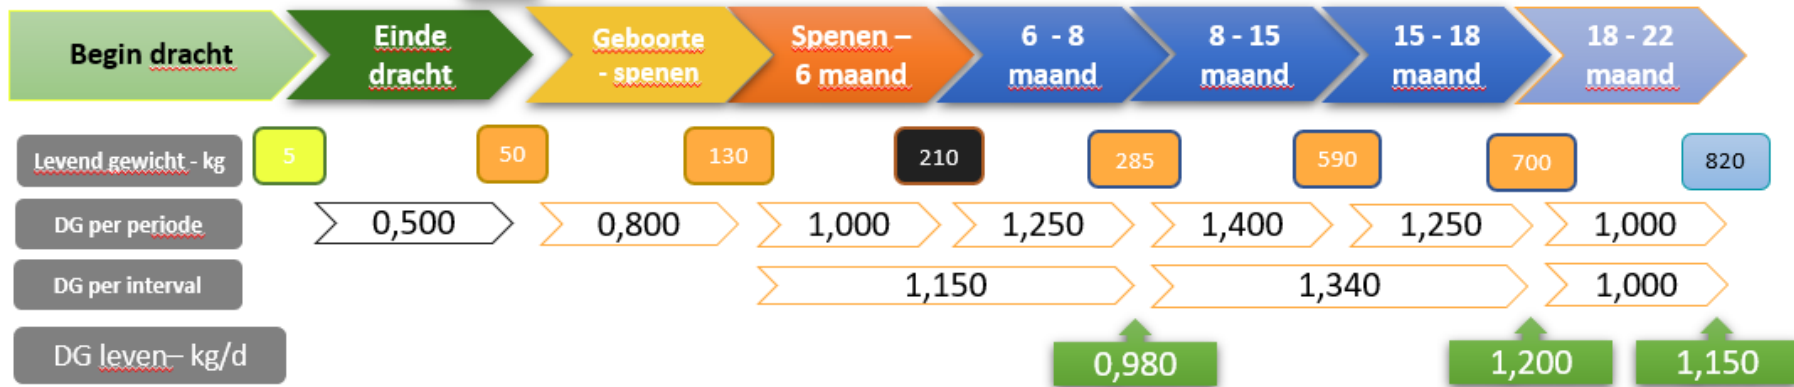 Begin dracht
Einde
dracht
Geboorte
- spenen
Spenen –
6 maand
6 - 8
maand
8 - 15
maand
15 - 18
maand
18 - 22
maand
Levend gewicht - kg
5
50
130
210
285
590
700
820
DG per periode
0,500
0,800
1,000
1,250
1,400
1,250
1,000
DG per interval
1,150
1,340
1,000
DG leven– kg/d
0,980
1,200
1,150